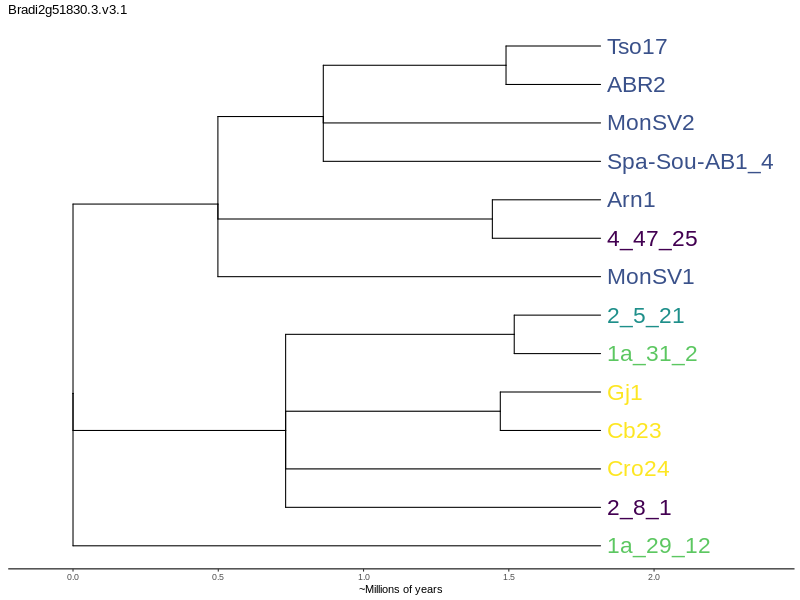 Bradi2g51830.3.v3.1
Tso17
ABR2
MonSV2
Spa-Sou-AB1_4
Arn1
4_47_25
MonSV1
2_5_21
1a_31_2
Gj1
Cb23
Cro24
2_8_1
1a_29_12
0.0 0.5 1.0 1.5 2.0
~Millions of years